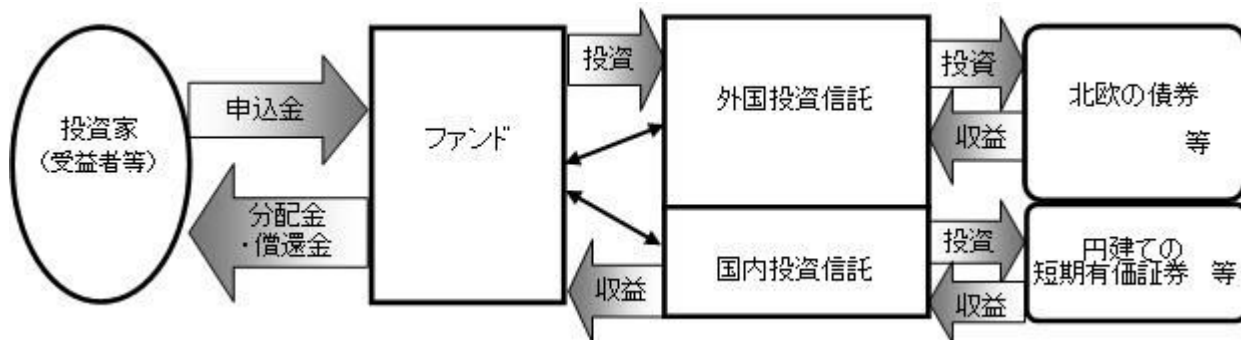 投資家
（受益者等）
申込金
分配金
・償還金
ファンド
投資
収益
外国投資信託
国内投資信託
投資
収益
投資
収益
北欧の債券
等
円建ての
短期有価証券　等